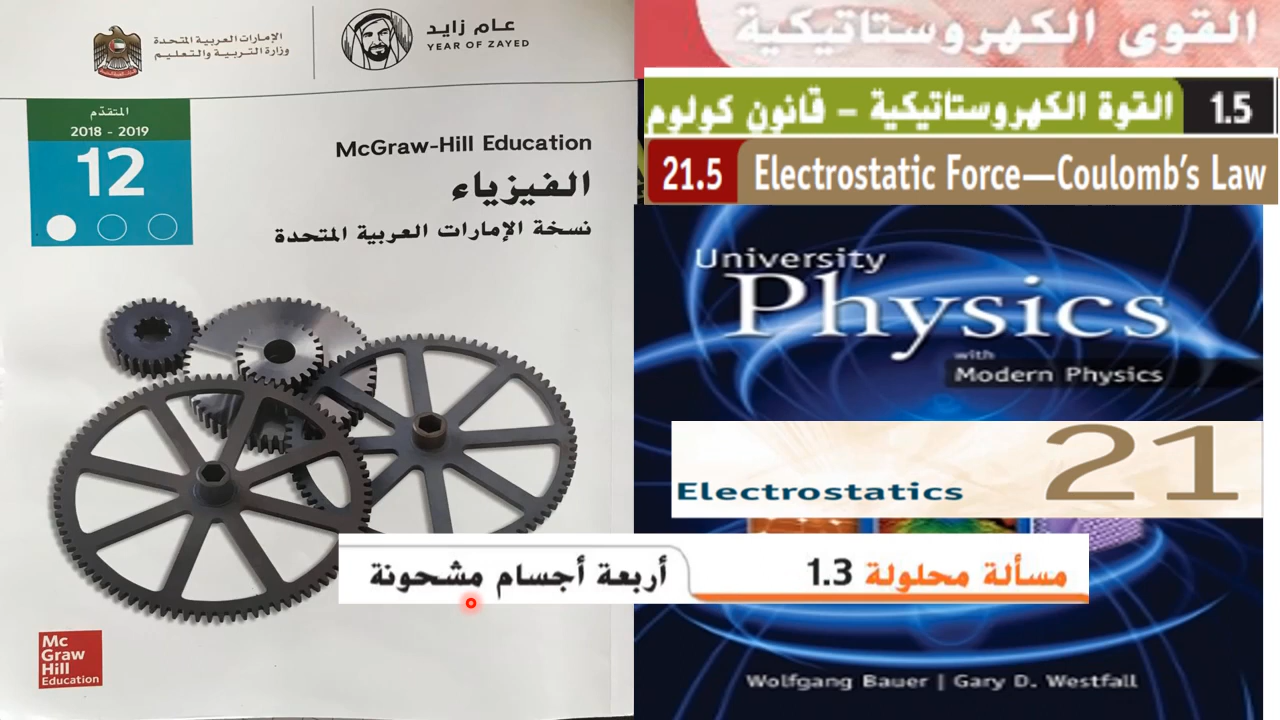 الإمارات العربية المتحدة
وزارة التربية والتعليم
عام زايد
YEAR OF ZAYED
المتقدّم
2018 - 2019
12
McGraw-Hill Education
الفيزياء
نسخة الإمارات العربية المتحدة
Mc
Graw
Hill
Education
القوى الكهروستاتيكية
1.5 القوة الكهروستاتيكية – قانون كولوم
21.5 Electrostatic Force—Coulomb's Law
University
Physics
with
Modern Physics
21
Electrostatics
مسألة محلولة 1.3 أربعة أجسام مشحونة
Wolfgang Bauer | Gary D. Westfall